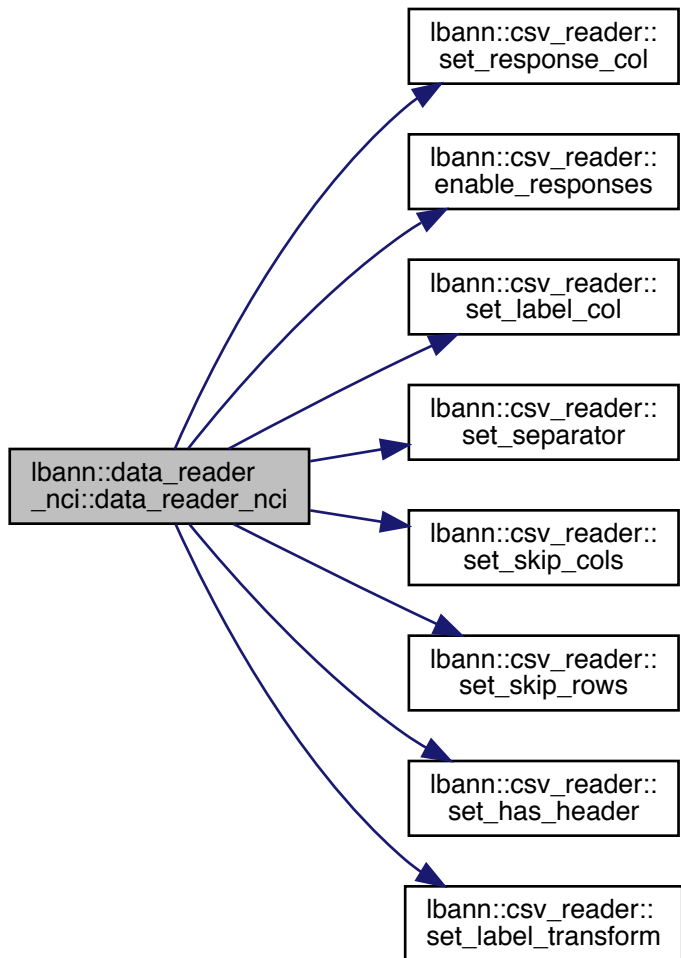 lbann::csv_reader::
set_response_col
lbann::csv_reader::
enable_responses
lbann::csv_reader::
set_label_col
lbann::csv_reader::
set_separator
lbann::data_reader
_nci::data_reader_nci
lbann::csv_reader::
set_skip_cols
lbann::csv_reader::
set_skip_rows
lbann::csv_reader::
set_has_header
lbann::csv_reader::
set_label_transform